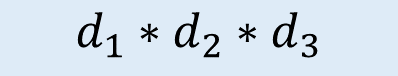 d₁ * d₂ * d₃